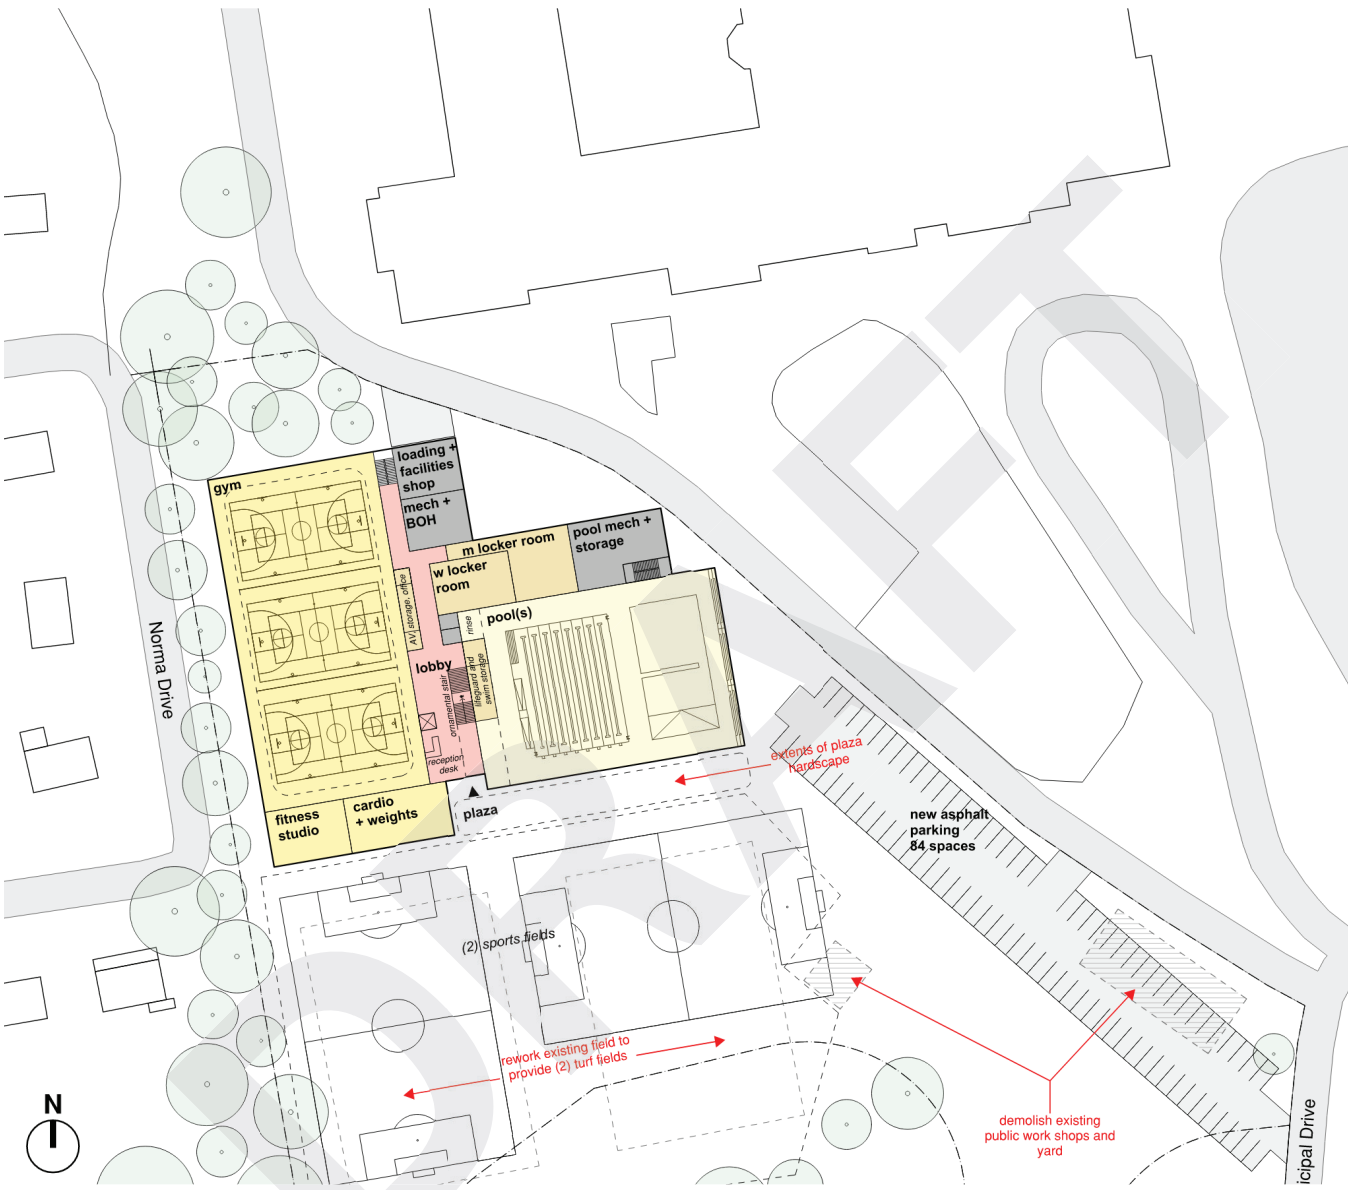 DRAFT
loading +
facilities
shop
gym
mech +
BOH
m locker room
pool mech +
storage
w locker
room
AV, storage, office
rinse
pool(s)
lobby
ornamental stair
lifeguard and
swim storage
reception
desk
Norma Drive
extents of plaza
hardscape
fitness
studio
cardio
+ weights
plaza
new asphalt
parking
84 spaces
(2) sports fields
rework existing field to
provide (2) turf fields
demolish existing
public work shops and
yard
N
icipal Drive